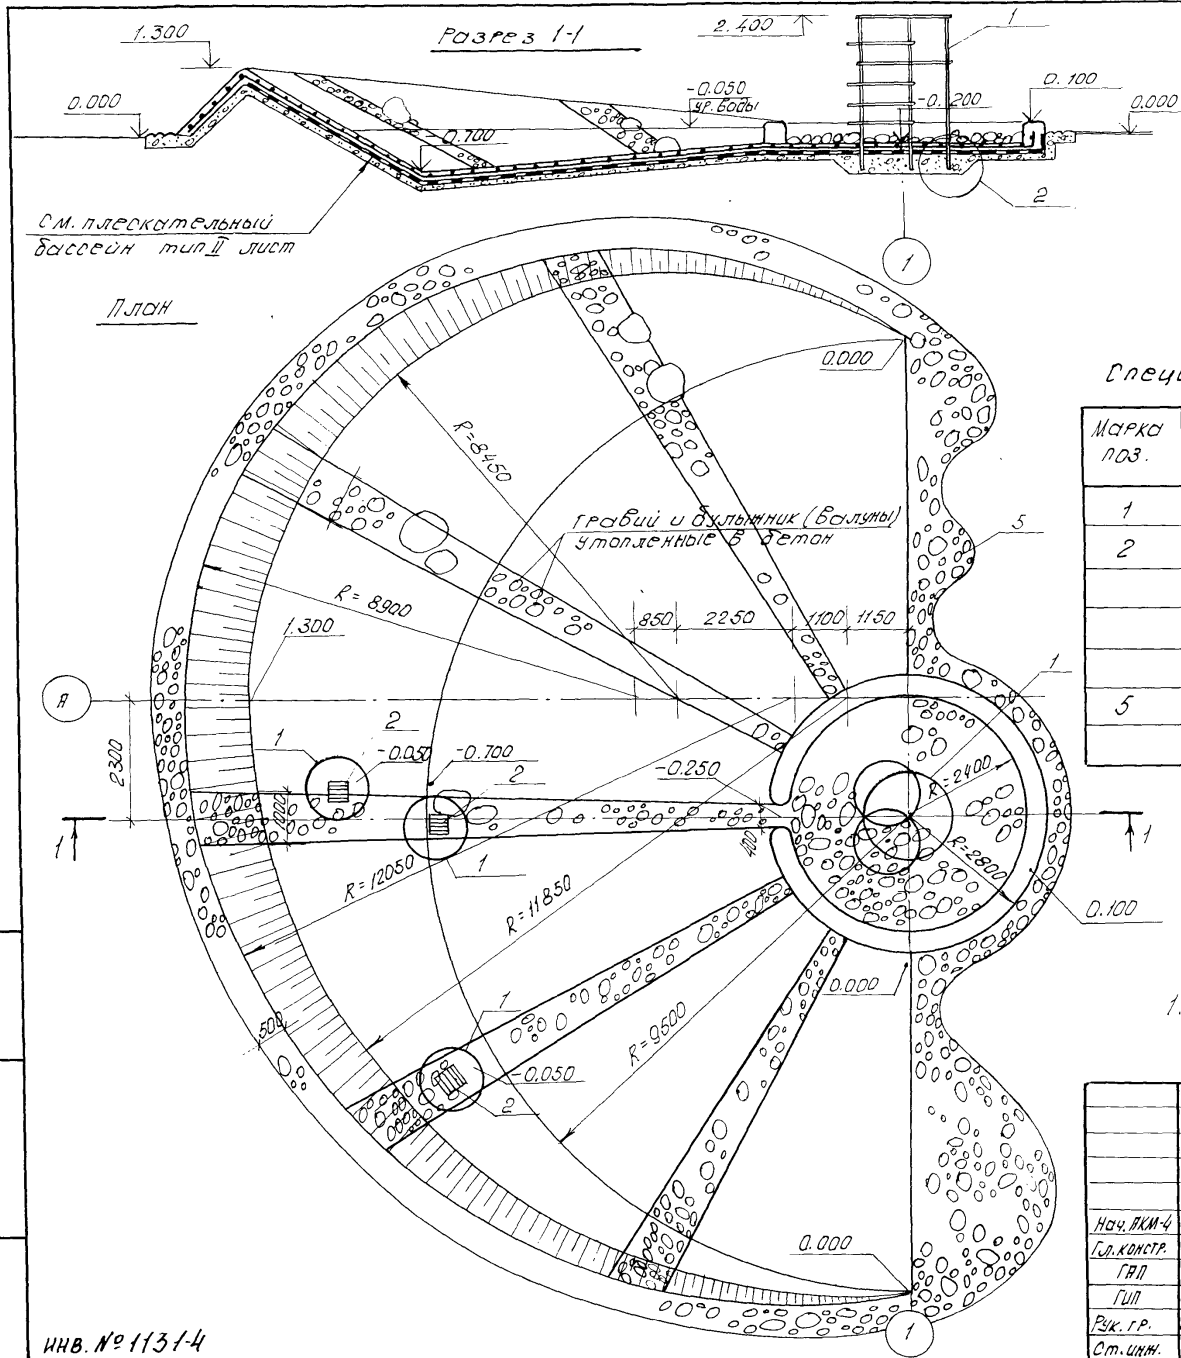 Разрез 1-1
1.300
0.000
-0.700
-0.050
ур. воды
2.400
1
-0.200
0.100
0.000
2
См. плескательный
бассейн тип II лист
1
План
0.000
R=8450
Гравий и булыжник (валуны)
утопленные в бетон
5
R=8900
1.300
850
2250
1100
1150
А
2300
2
1
-0.050
-0.700
2
1
-0.250
1
R=2400
1000
400
1
1
R=12050
R=11850
R=2800
0.100
0.000
500
1
-0.050
2
R=9500
0.000
1
Марка
поз.
1
2
5
1.
Нач. АКМ-4
Гл. констр.
ГАП
ГИП
Рук. гр.
Ст. инж.
инв. № 1131-4